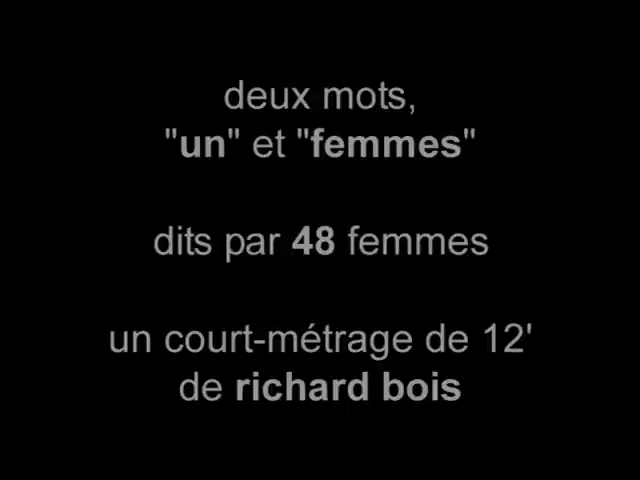 deux mots,
"un" et "femmes"
dits par 48 femmes
un court-métrage de 12'
de richard bois